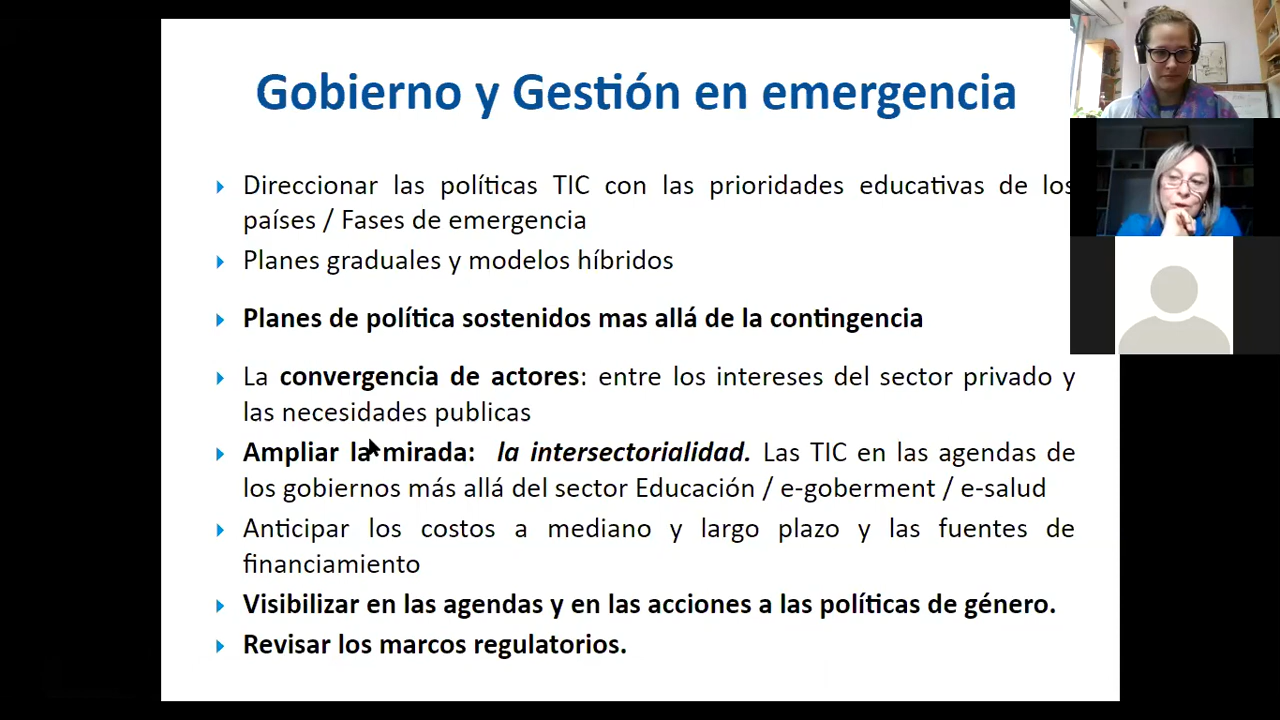 Gobierno y Gestión en emergencia
Direccionar las políticas TIC con las prioridades educativas de los
países / Fases de emergencia
Planes graduales y modelos híbridos
Planes de política sostenidos mas allá de la contingencia
La convergencia de actores: entre los intereses del sector privado y
las necesidades publicas
Ampliar la mirada: la intersectorialidad. Las TIC en las agendas de
los gobiernos más allá del sector Educación / e-goberment / e-salud
Anticipar los costos a mediano y largo plazo y las fuentes de
financiamiento
Visibilizar en las agendas y en las acciones a las políticas de género.
Revisar los marcos regulatorios.